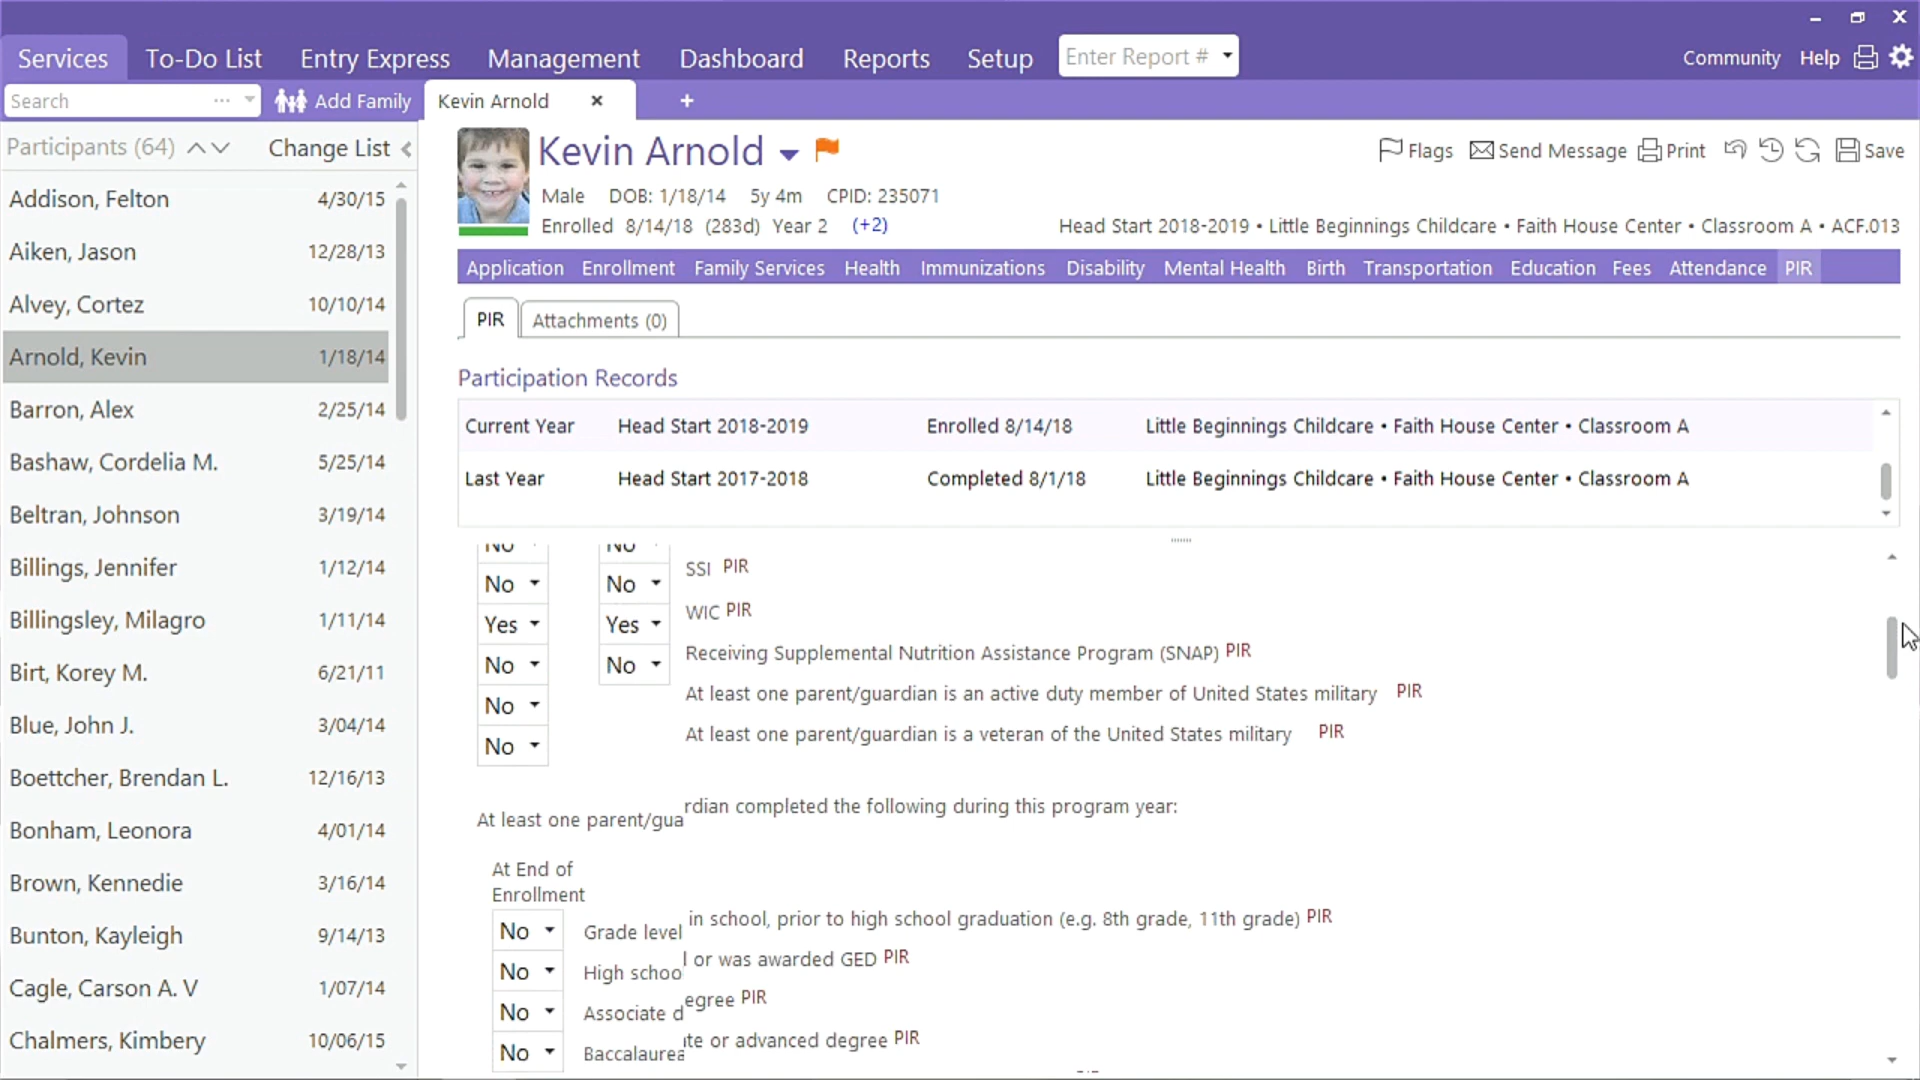 Services To-Do List Entry Express Management Dashboard Reports Setup Enter Report # Community Help
Search ... Add Family Kevin Arnold × +
Participants (64) Change List <
Addison, Felton 4/30/15
Aiken, Jason 12/28/13
Alvey, Cortez 10/10/14
Arnold, Kevin 1/18/14
Barron, Alex 2/25/14
Bashaw, Cordelia M. 5/25/14
Beltran, Johnson 3/19/14
Billings, Jennifer 1/12/14
Billingsley, Milagro 1/11/14
Birt, Korey M. 6/21/11
Blue, John J. 3/04/14
Boettcher, Brendan L. 12/16/13
Bonham, Leonora 4/01/14
Brown, Kennedie 3/16/14
Bunton, Kayleigh 9/14/13
Cagle, Carson A. V 1/07/14
Chalmers, Kimbery 10/06/15
Kevin Arnold Flags Send Message Print Save
Male DOB: 1/18/14 5y 4m CPID: 235071
Enrolled 8/14/18 (283d) Year 2 (+2) Head Start 2018-2019 • Little Beginnings Childcare • Faith House Center • Classroom A • ACF.013
Application Enrollment Family Services Health Immunizations Disability Mental Health Birth Transportation Education Fees Attendance PIR
PIR Attachments (0)
Participation Records
Current Year Head Start 2018-2019 Enrolled 8/14/18 Little Beginnings Childcare • Faith House Center • Classroom A
Last Year Head Start 2017-2018 Completed 8/1/18 Little Beginnings Childcare • Faith House Center • Classroom A
No No
No No SSI PIR
Yes Yes WIC PIR
No No Receiving Supplemental Nutrition Assistance Program (SNAP) PIR
No At least one parent/guardian is an active duty member of United States military PIR
No At least one parent/guardian is a veteran of the United States military PIR
At least one parent/guardian completed the following during this program year:
At End of
Enrollment
No Grade level in school, prior to high school graduation (e.g. 8th grade, 11th grade) PIR
No High school or was awarded GED PIR
No Associate degree PIR
No Baccalaureate or advanced degree PIR